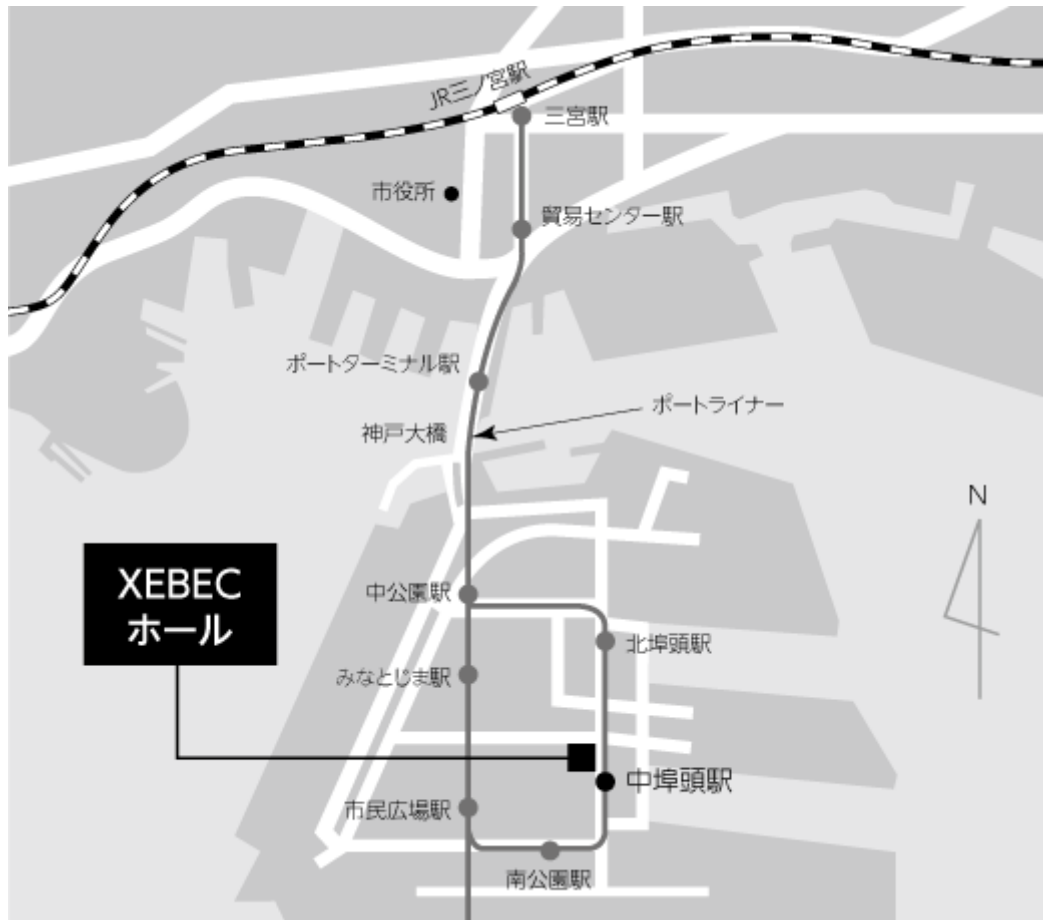 JR三ノ宮駅
三宮駅
市役所
貿易センター駅
ポートターミナル駅
ポートライナー
神戸大橋
N
XEBEC
ホール
中公園駅
北埠頭駅
みなとじま駅
中埠頭駅
市民広場駅
南公園駅